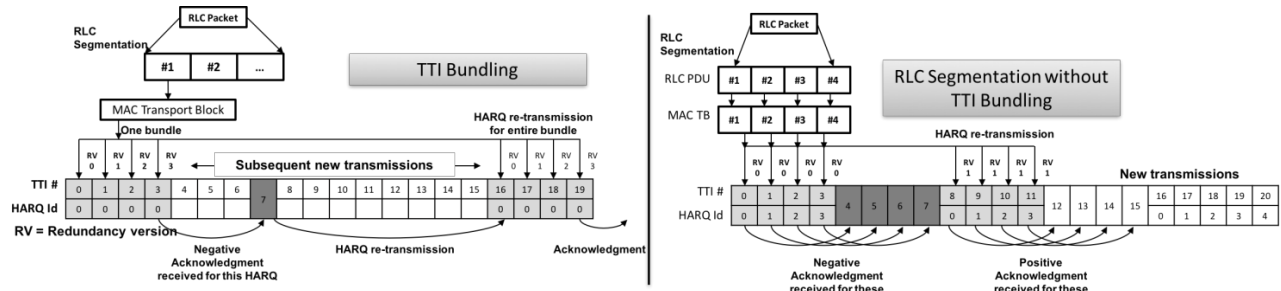 RLC Packet
RLC
Segmentation
#1 #2 ...
TTI Bundling
MAC Transport Block
One bundle
HARQ re-transmission
for entire bundle
RV 0 RV 1 RV 2 RV 3
Subsequent new transmissions
RV 0 RV 1 RV 2 RV 3
TTI # 0 1 2 3 4 5 6 7 8 9 10 11 12 13 14 15 16 17 18 19
HARQ Id 0 0 0 0 0 0 0 0
RV = Redundancy version
Negative
Acknowledgment
received for this HARQ
HARQ re-transmission
Acknowledgment
RLC Packet
RLC
Segmentation
RLC PDU #1 #2 #3 #4
MAC TB #1 #2 #3 #4
RLC Segmentation without
TTI Bundling
HARQ re-transmission
RV 0 RV 0 RV 0 RV 0
RV 1 RV 1 RV 1 RV 1
New transmissions
TTI # 0 1 2 3 4 5 6 7 8 9 10 11 12 13 14 15 16 17 18 19 20
HARQ Id 0 1 2 3 0 1 2 3 0 1 2 3 4
Negative
Acknowledgment
received for these
Positive
Acknowledgment
received for these